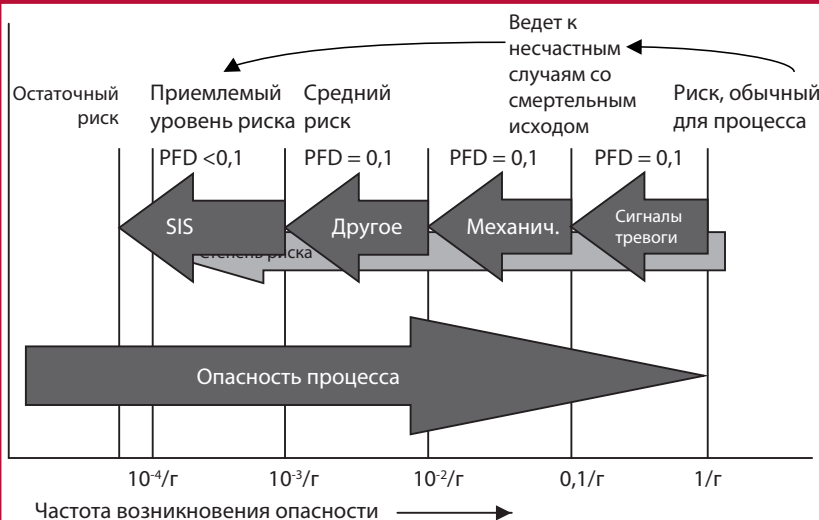 Ведет к
несчастным
случаям со
смертельным
исходом
Остаточный
риск
Приемлемый
уровень риска
Средний
риск
Риск, обычный
для процесса
PFD <0,1
PFD = 0,1
PFD = 0,1
PFD = 0,1
SIS
Другое
Механич.
Сигналы
тревоги
Степень риска
Опасность процесса
10⁻⁴/г
10⁻³/г
10⁻²/г
0,1/г
1/г
Частота возникновения опасности